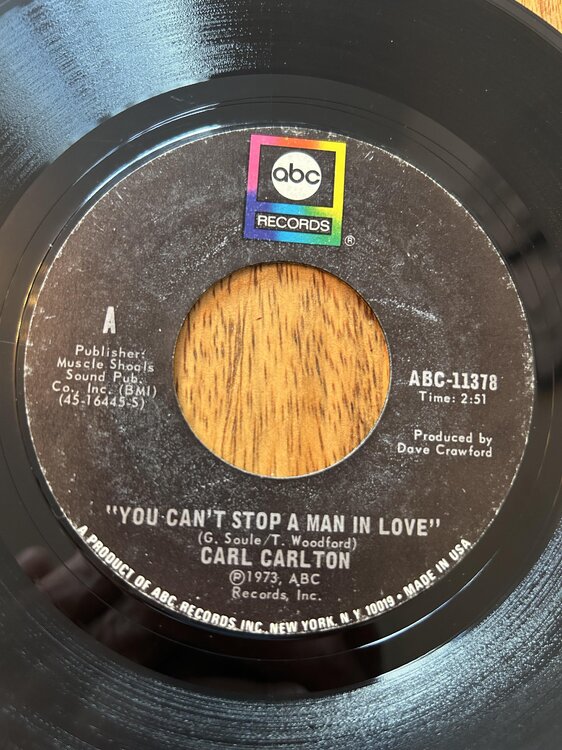 abc
RECORDS
®
A
Publisher:
Muscle Shoals
Sound Pub.
Co., Inc. (BMI)
(45-16445-S)
ABC-11378
Time: 2:51
Produced by
Dave Crawford
"YOU CAN'T STOP A MAN IN LOVE"
(G. Soule/T. Woodford)
CARL CARLTON
Ⓟ1973, ABC
Records, Inc.
A PRODUCT OF ABC RECORDS INC. NEW YORK, N.Y. 10019 • MADE IN USA